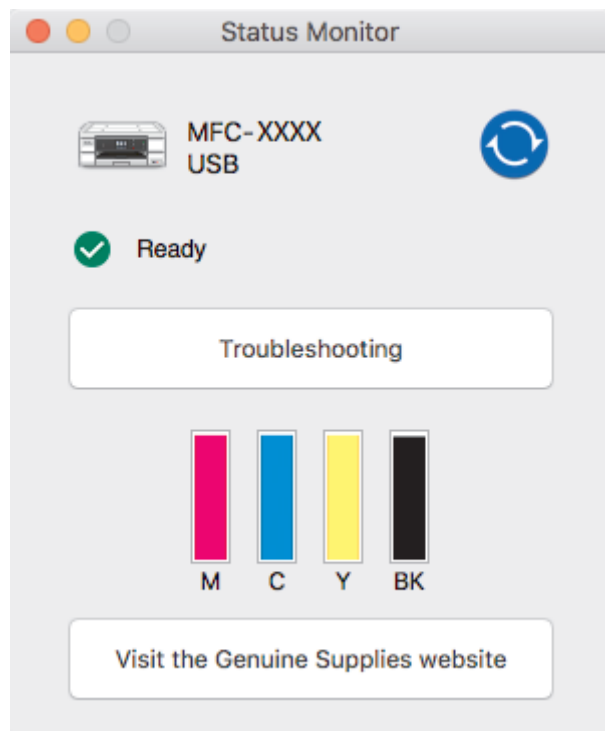 Status Monitor
MFC-XXXX
USB
Ready
Troubleshooting
M C Y BK
Visit the Genuine Supplies website